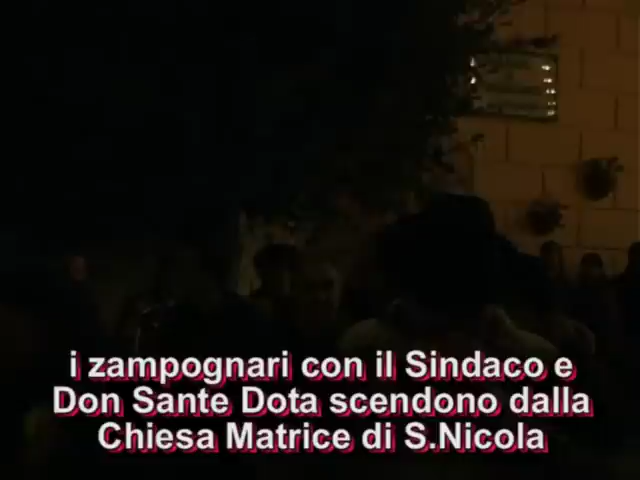 i zampognari con il Sindaco e
Don Sante Dota scendono dalla
Chiesa Matrice di S.Nicola